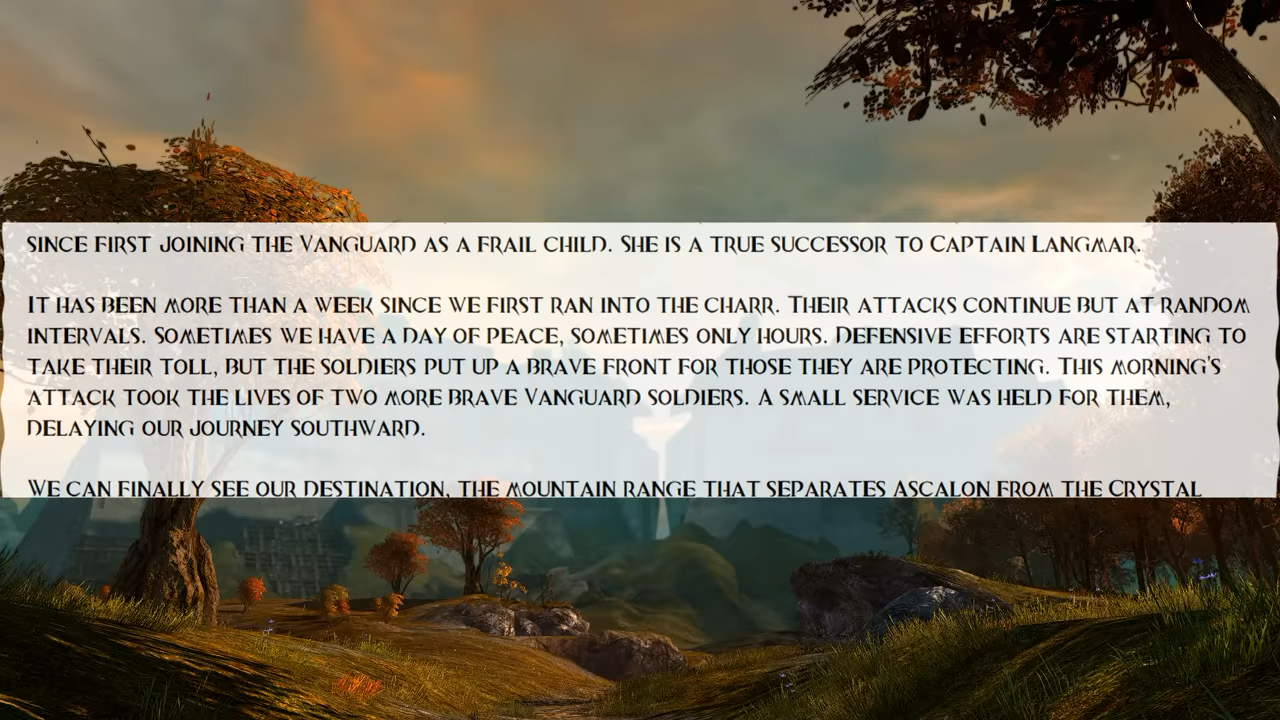 since first joining the Vanguard as a frail child. She is a true successor to Captain Langmar.
It has been more than a week since we first ran into the charr. Their attacks continue but at random
intervals. Sometimes we have a day of peace, sometimes only hours. Defensive efforts are starting to
take their toll, but the soldiers put up a brave front for those they are protecting. This morning's
attack took the lives of two more brave Vanguard soldiers. A small service was held for them,
delaying our journey southward.
We can finally see our destination, the mountain range that separates Ascalon from the Crystal